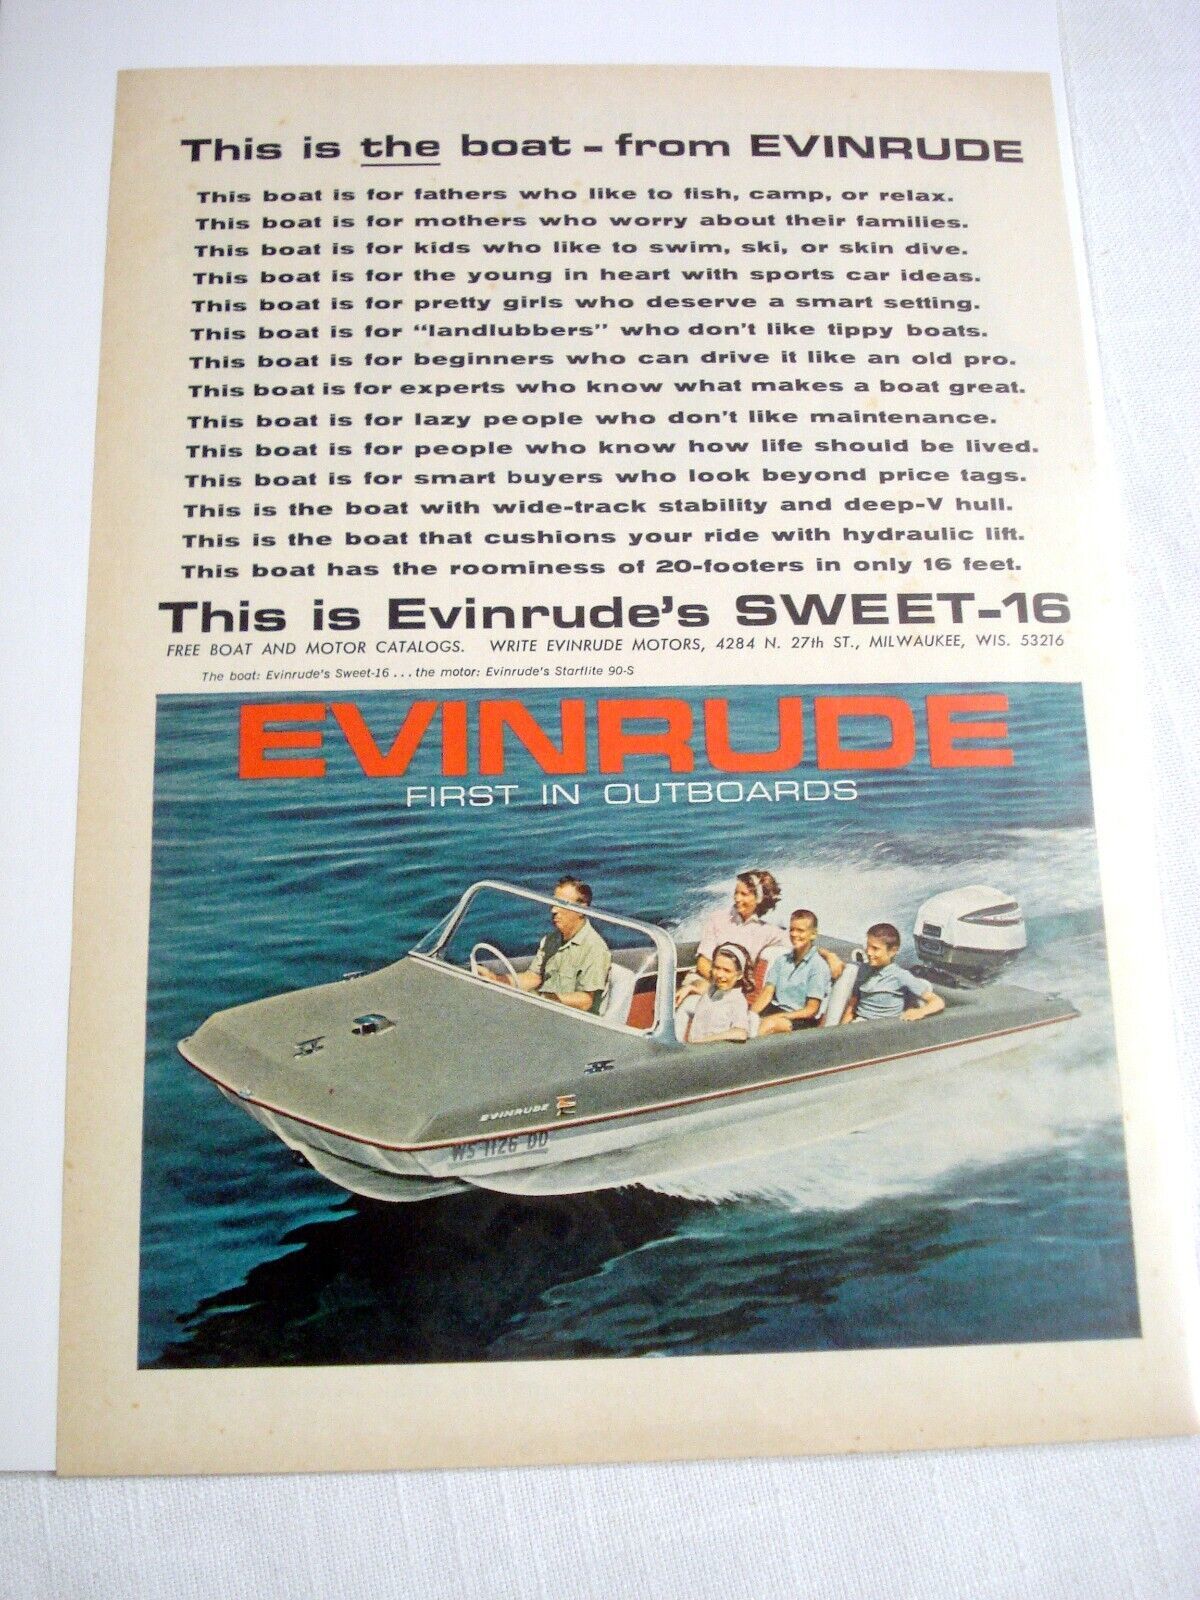 This is the boat - from EVINRUDE
This boat is for fathers who like to fish, camp, or relax.
This boat is for mothers who worry about their families.
This boat is for kids who like to swim, ski, or skin dive.
This boat is for the young in heart with sports car ideas.
This boat is for pretty girls who deserve a smart setting.
This boat is for "landlubbers" who don't like tippy boats.
This boat is for beginners who can drive it like an old pro.
This boat is for experts who know what makes a boat great.
This boat is for lazy people who don't like maintenance.
This boat is for people who know how life should be lived.
This boat is for smart buyers who look beyond price tags.
This is the boat with wide-track stability and deep-V hull.
This is the boat that cushions your ride with hydraulic lift.
This boat has the roominess of 20-footers in only 16 feet.
This is Evinrude's SWEET-16
FREE BOAT AND MOTOR CATALOGS. WRITE EVINRUDE MOTORS, 4284 N. 27th ST., MILWAUKEE, WIS. 53216
The boat: Evinrude's Sweet-16 . . . the motor: Evinrude's Starflite 90-S
EVINRUDE
FIRST IN OUTBOARDS
EVINRUDE
WS 1126 DD